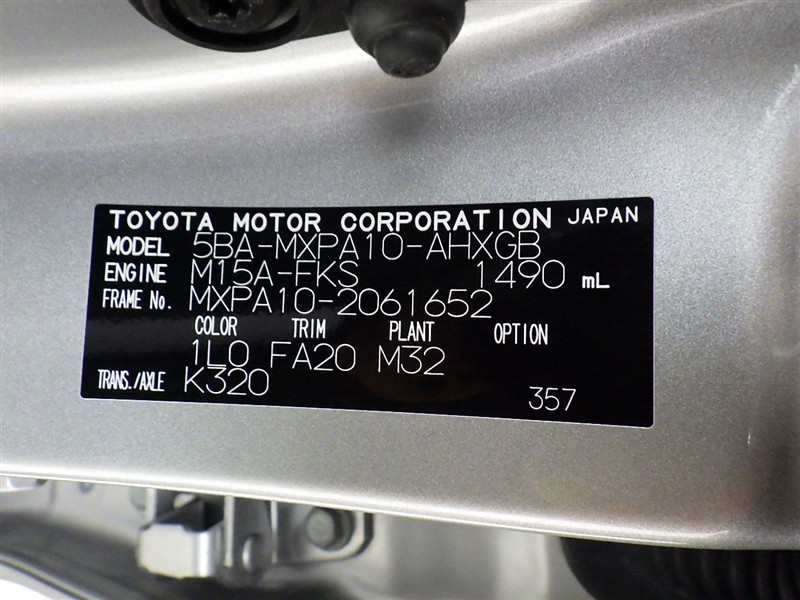 TOYOTA MOTOR CORPORATION JAPAN
MODEL 5BA-MXPA10-AHXGB
ENGINE M15A-FKS 1490 mL
FRAME No. MXPA10-2061652
COLOR TRIM PLANT OPTION
1L0 FA20 M32
TRANS./AXLE K320
357